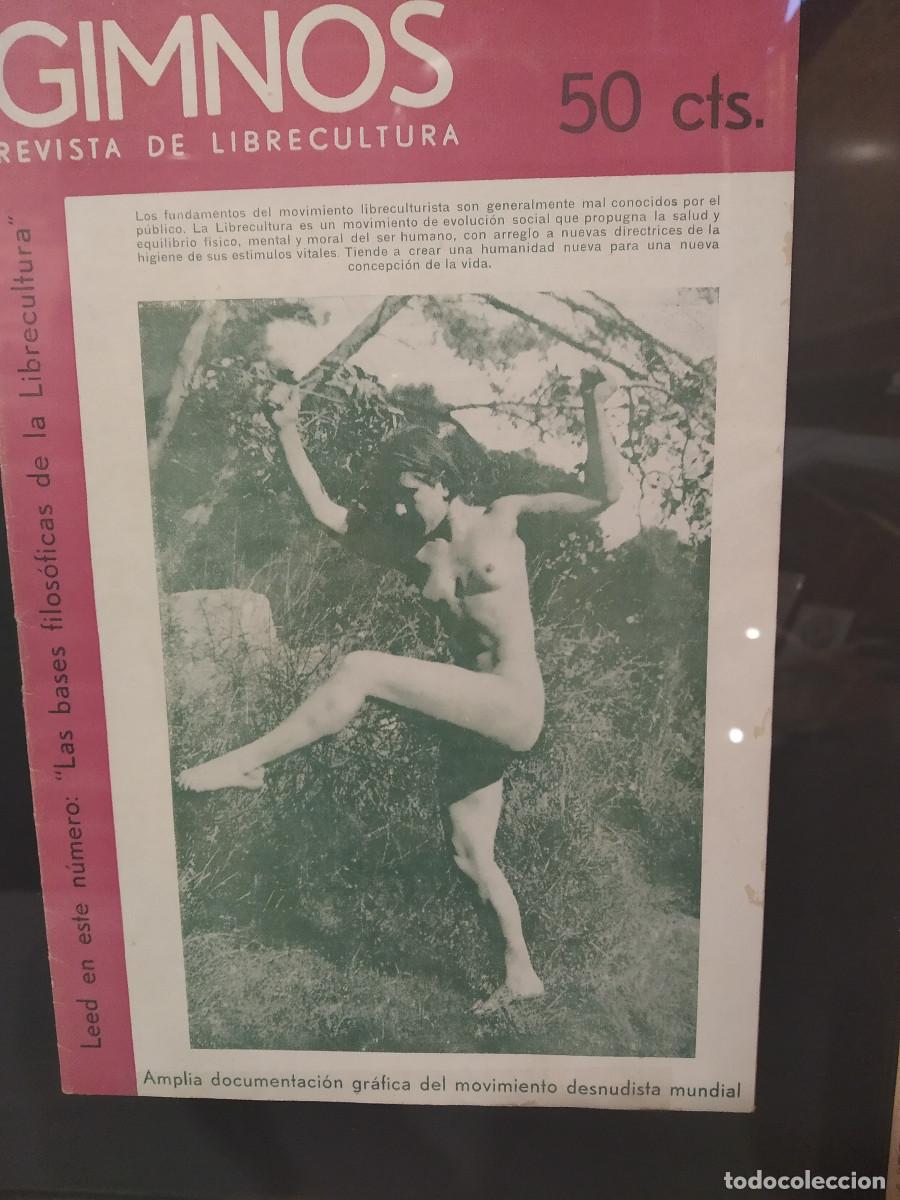 GIMNOS
REVISTA DE LIBRECULTURA
50 cts.
Los fundamentos del movimiento libreculturista son generalmente mal conocidos por el
público. La Librecultura es un movimiento de evolución social que propugna la salud y
equilibrio físico, mental y moral del ser humano, con arreglo a nuevas directrices de la
higiene de sus estimulos vitales. Tiende a crear una humanidad nueva para una nueva
concepción de la vida.
Leed en este número: "Las bases filosóficas de la Librecultura"
Amplia documentación gráfica del movimiento desnudista mundial
todocoleccion